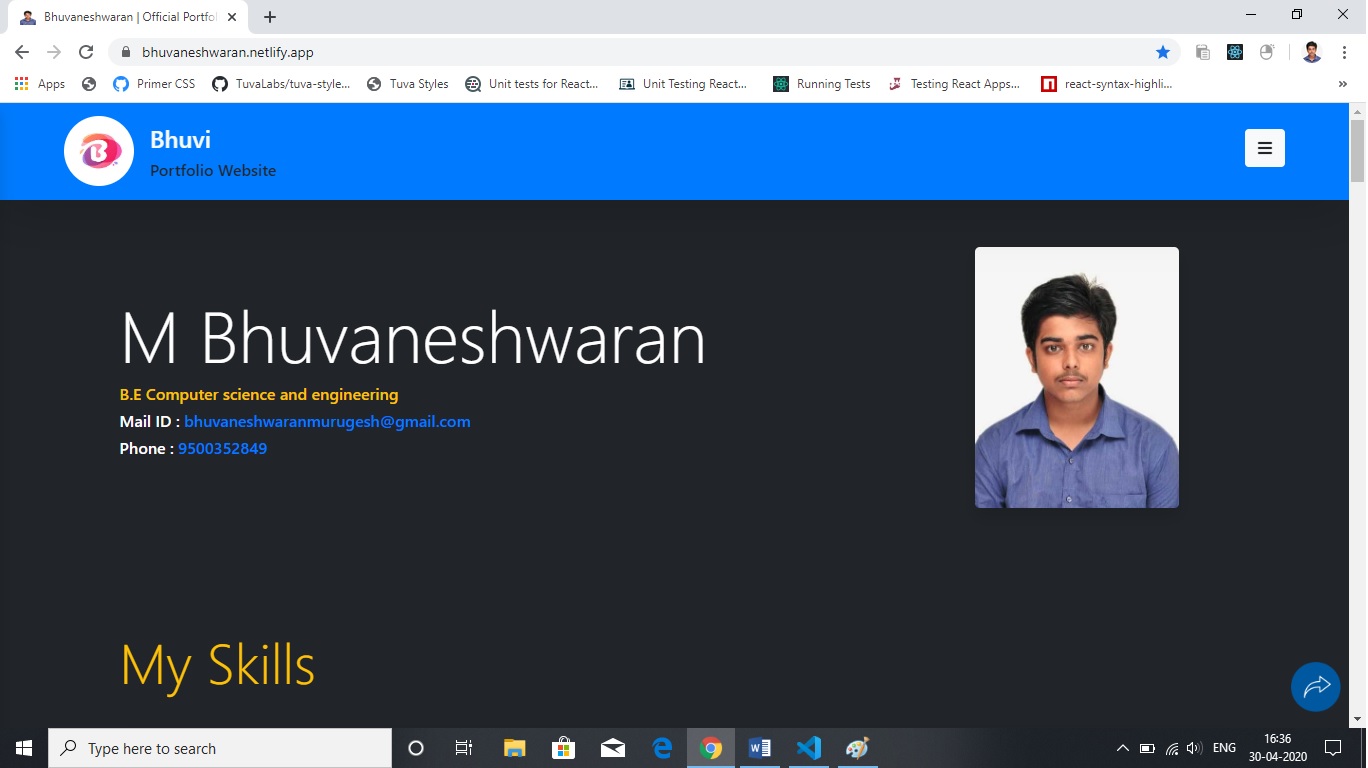 Bhuvaneshwaran | Official Portfo
bhuvaneshwaran.netlify.app
Apps Primer CSS TuvaLabs/tuva-style... Tuva Styles Unit tests for React... Unit Testing React... Running Tests Testing React Apps... react-syntax-highli... »
B
Bhuvi
Portfolio Website
M Bhuvaneshwaran
B.E Computer science and engineering
Mail ID : bhuvaneshwaranmurugesh@gmail.com
Phone : 9500352849
My Skills
Type here to search
ENG
16:36
30-04-2020